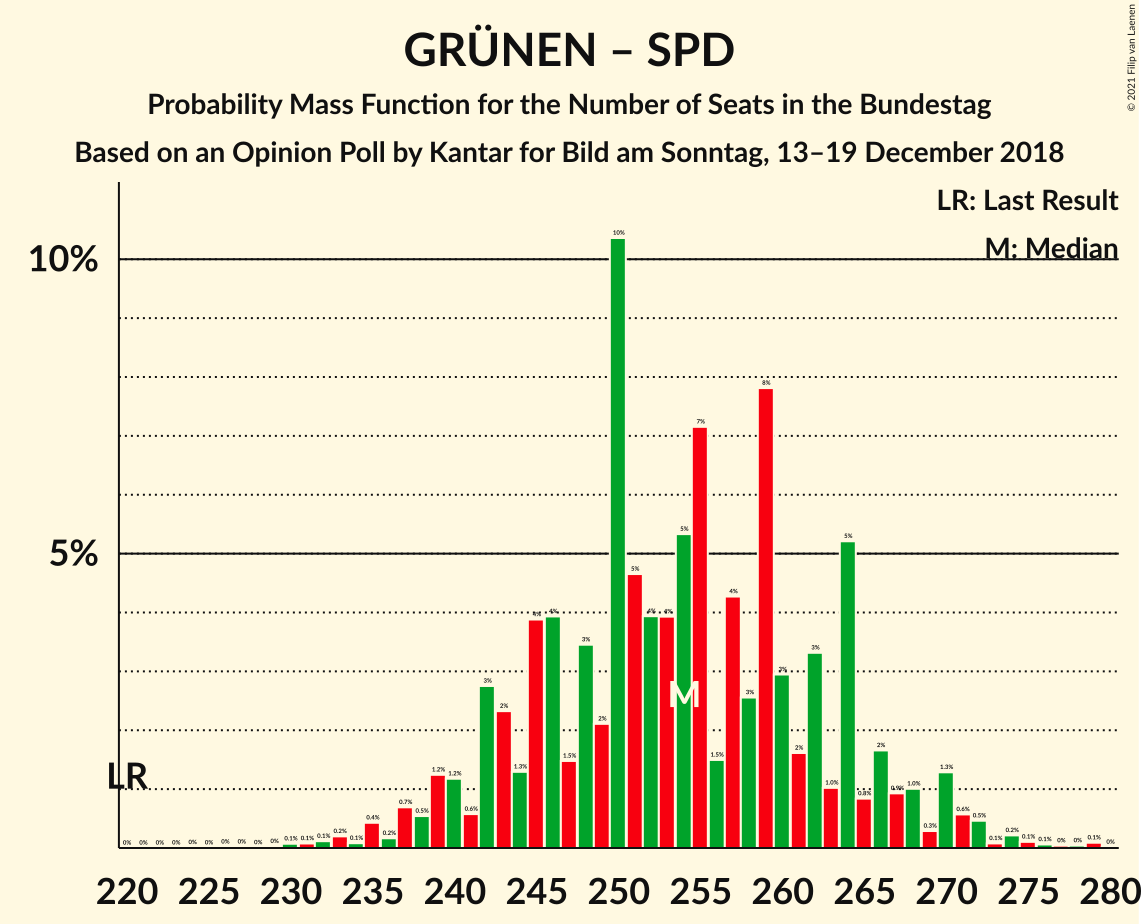 GRÜNEN – SPD
Probability Mass Function for the Number of Seats in the Bundestag
Based on an Opinion Poll by Kantar for Bild am Sonntag, 13–19 December 2018
© 2021 Filip van Laenen
LR: Last Result
M: Median
10%
5%
LR
M
0% 0% 0% 0% 0% 0% 0% 0% 0% 0% 0.1% 0.1% 0.1% 0.2% 0.1% 0.4% 0.2% 0.7% 0.5% 1.2% 1.2% 0.6% 3% 2% 1.3% 4% 4% 1.5% 3% 2% 10% 5% 4% 4% 5% 7% 1.5% 4% 3% 8% 3% 2% 3% 1.0% 5% 0.8% 2% 0.9% 1.0% 0.3% 1.3% 0.6% 0.5% 0.1% 0.2% 0.1% 0.1% 0% 0% 0.1% 0%
220 225 230 235 240 245 250 255 260 265 270 275 280